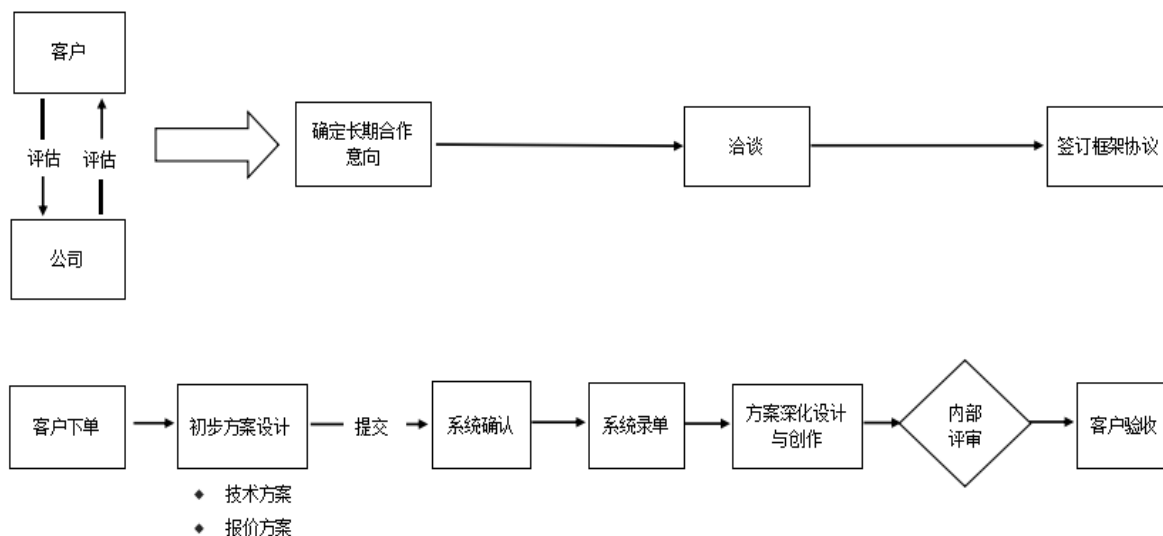 客户
评估
评估
公司
确定长期合作
意向
洽谈
签订框架协议
客户下单
初步方案设计
提交
系统确认
系统录单
方案深化设计
与创作
内部
评审
客户验收
技术方案
报价方案